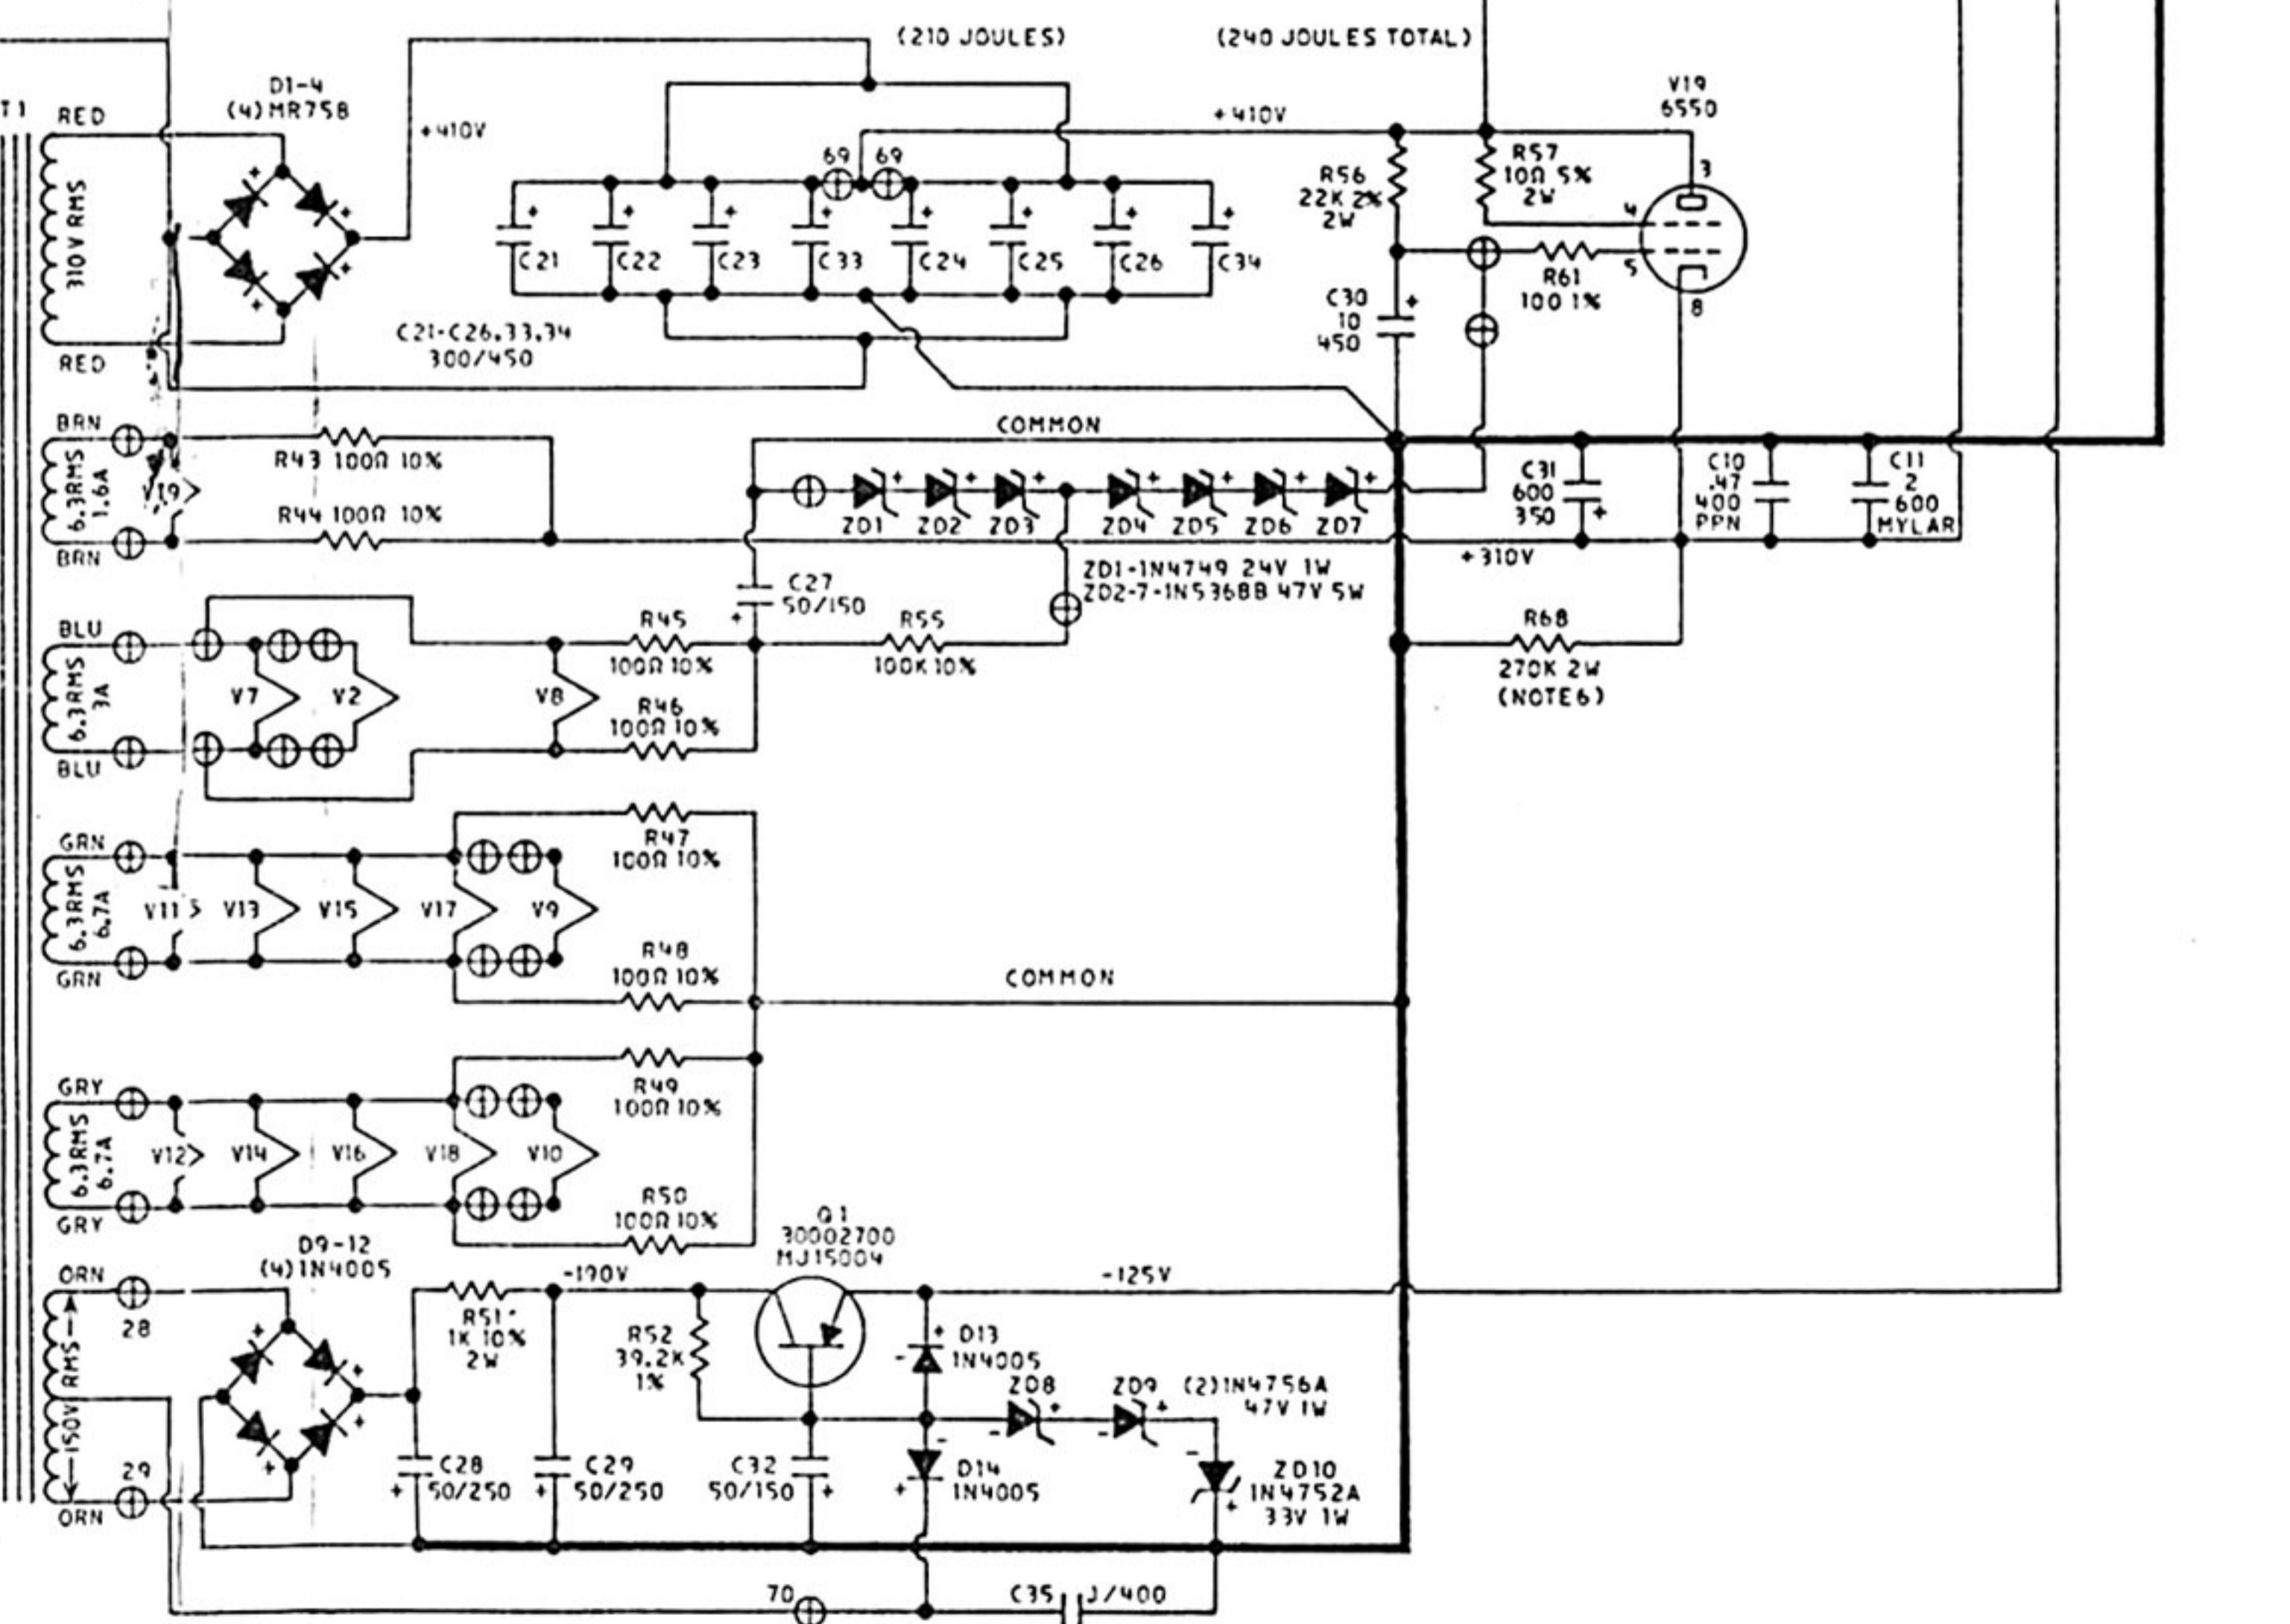 (210 JOULES)
(240 JOULES TOTAL)
T1
RED
D1-4
(4)MR758
+410V
+410V
V19
6550
310V RMS
RED
69 69
C21
C22
C23
C33
C24
C25
C26
C34
C21-C26,33,34
300/450
R56
22K 2%
2W
R57
10Ω 5%
2W
3
4
5
8
R61
100 1%
C30
10
450
BRN
6.3RMS
1.6A
BRN
V19
R43 100Ω 10%
R44 100Ω 10%
COMMON
ZD1
ZD2
ZD3
ZD4
ZD5
ZD6
ZD7
ZD1-1N4749 24V 1W
ZD2-7-1N5368B 47V 5W
+310V
C31
600
350
C10
.47
400
PPN
C11
2
600
MYLAR
BLU
6.3RMS
3A
BLU
V7
V2
V8
R45
100Ω 10%
R46
100Ω 10%
C27
50/150
R55
100K 10%
R68
270K 2W
(NOTE6)
GRN
6.3RMS
6.7A
GRN
V11
V13
V15
V17
V9
R47
100Ω 10%
R48
100Ω 10%
COMMON
GRY
6.3RMS
6.7A
GRY
V12
V14
V16
V18
V10
R49
100Ω 10%
R50
100Ω 10%
D9-12
(4)1N4005
Q1
30002700
MJ15004
ORN
28
150V RMS
29
ORN
-190V
-125V
R51
1K 10%
2W
R52
39.2K
1%
D13
1N4005
ZD8
ZD9
(2)1N4756A
47V 1W
C28
50/250
C29
50/250
C32
50/150
D14
1N4005
ZD10
1N4752A
33V 1W
70
C35
/400